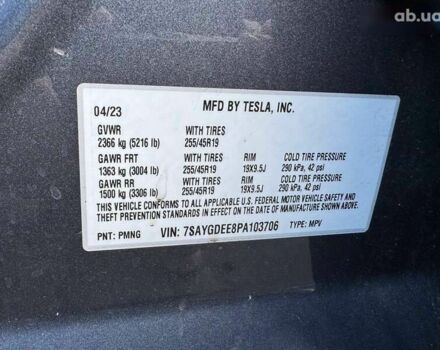 ab.ua
04/23 MFD BY TESLA, INC.
GVWR WITH TIRES
2366 kg (5216 lb) 255/45R19
GAWR FRT WITH TIRES RIM COLD TIRE PRESSURE
1363 kg (3004 lb) 255/45R19 19X9.5J 290 kPa, 42 psi
GAWR RR WITH TIRES RIM COLD TIRE PRESSURE
1500 kg (3306 lb) 255/45R19 19X9.5J 290 kPa, 42 psi
THIS VEHICLE CONFORMS TO ALL APPLICABLE U.S. FEDERAL MOTOR VEHICLE SAFETY AND
THEFT PREVENTION STANDARDS IN EFFECT ON THE DATE OF MANUFACTURE SHOWN ABOVE.
PNT: PMNG VIN: 7SAYGDEE8PA103706 TYPE: MPV